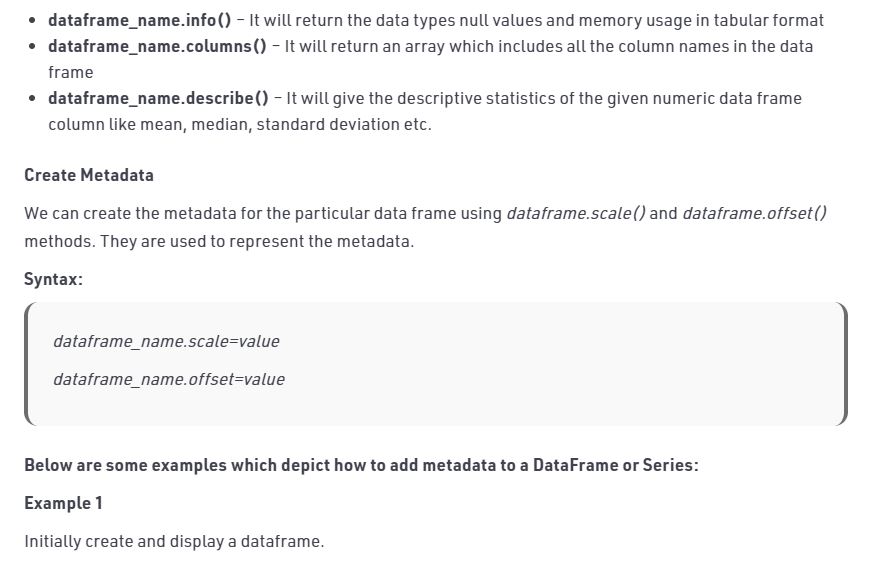 • dataframe_name.info() – It will return the data types null values and memory usage in tabular format
• dataframe_name.columns() – It will return an array which includes all the column names in the data
frame
• dataframe_name.describe() – It will give the descriptive statistics of the given numeric data frame
column like mean, median, standard deviation etc.
Create Metadata
We can create the metadata for the particular data frame using dataframe.scale() and dataframe.offset()
methods. They are used to represent the metadata.
Syntax:
dataframe_name.scale=value
dataframe_name.offset=value
Below are some examples which depict how to add metadata to a DataFrame or Series:
Example 1
Initially create and display a dataframe.